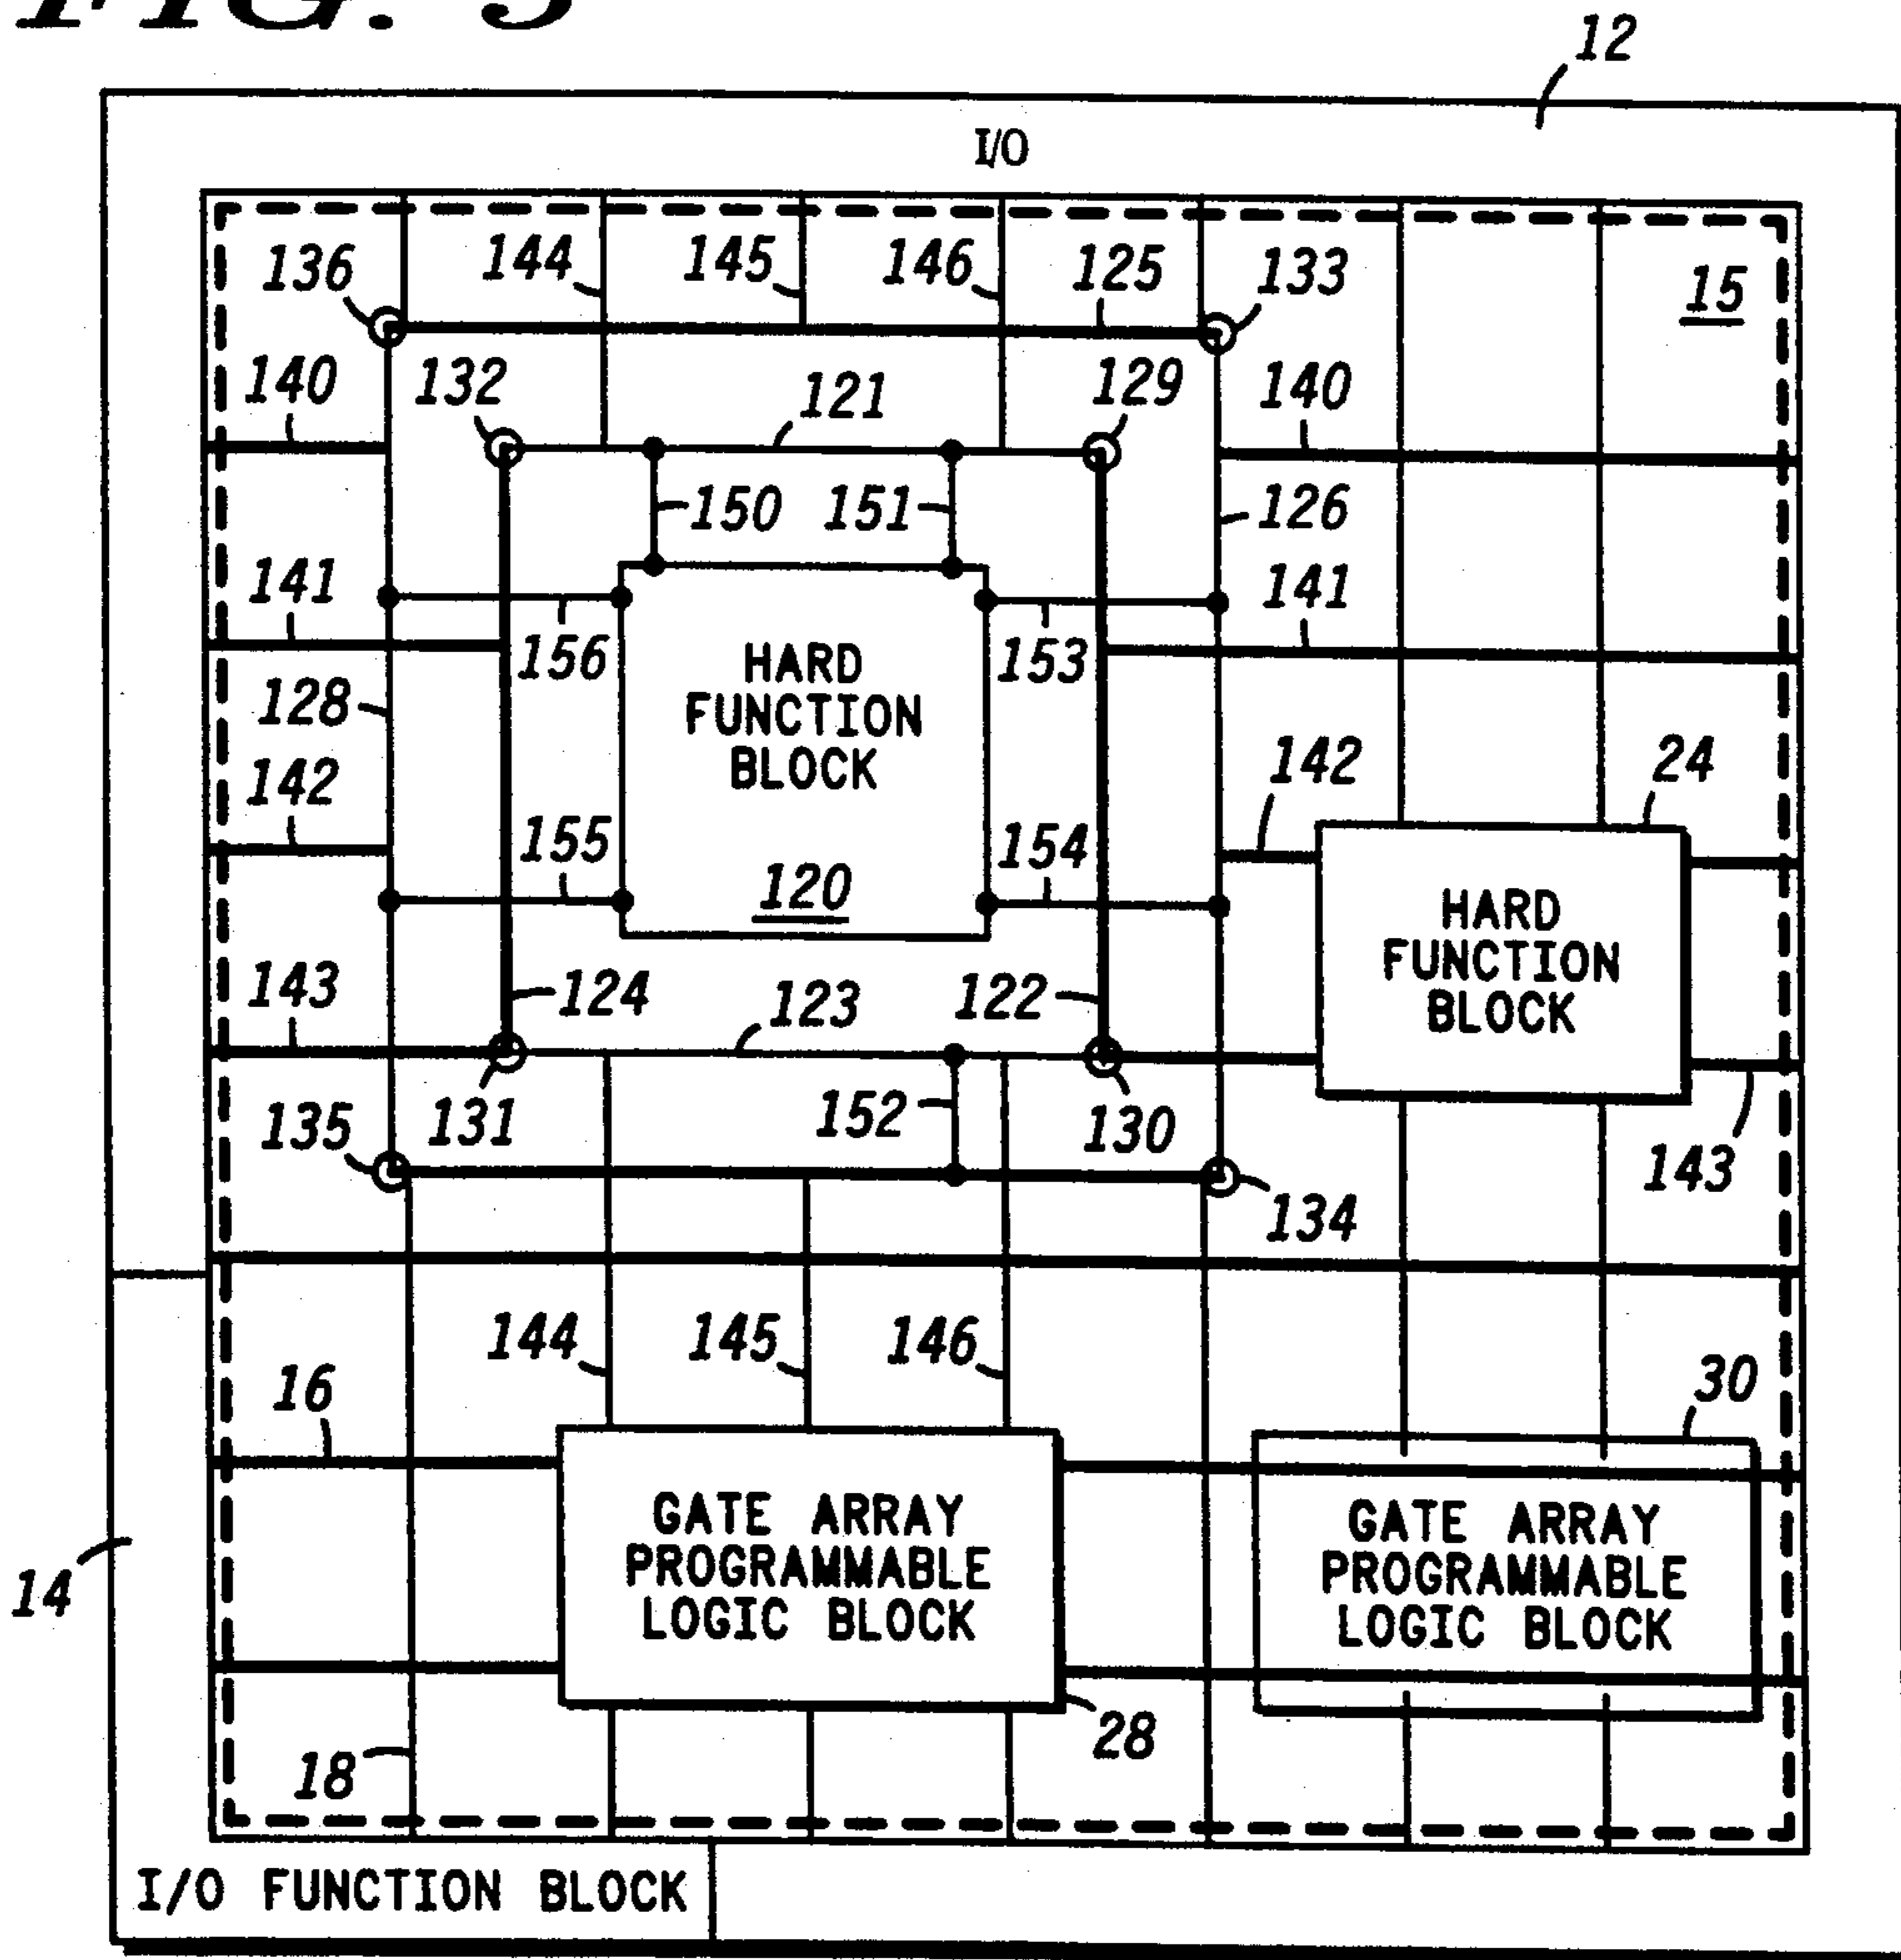 FIG. 5
12
I/O
136 144 145 146 125 133 15
140 132 121 129 140
150 151 126
141 156 153 141
HARD
FUNCTION
BLOCK
128
142 155 120 154 142 24
HARD
FUNCTION
BLOCK
143 124 123 122
135 131 152 130 143
134
144 145 146
16 30
GATE ARRAY
PROGRAMMABLE
LOGIC BLOCK
GATE ARRAY
PROGRAMMABLE
LOGIC BLOCK
14
18 28
I/O FUNCTION BLOCK